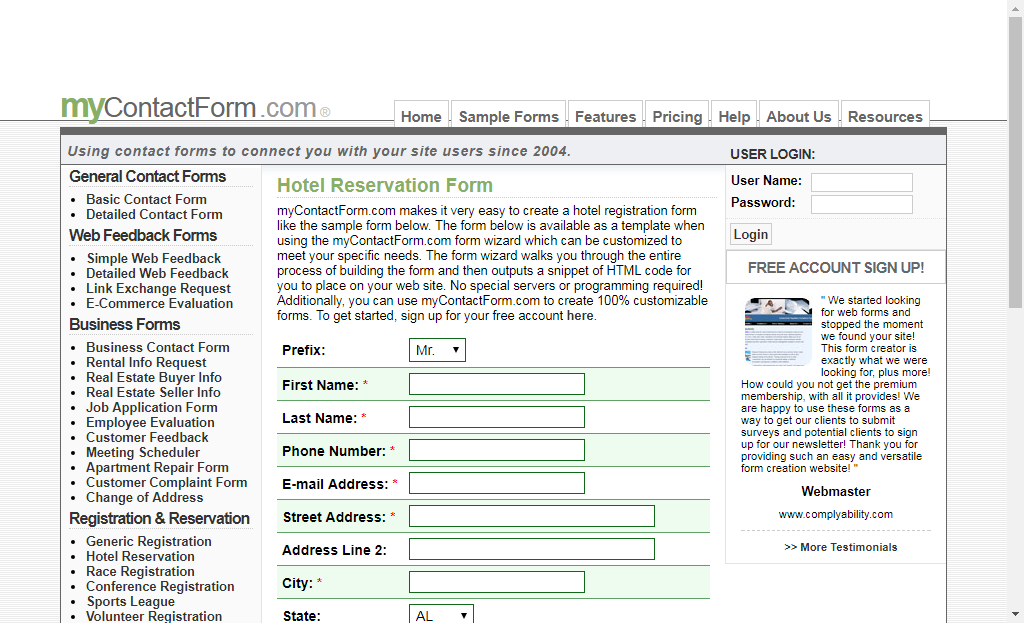 myContactForm.com®
Home
Sample Forms
Features
Pricing
Help
About Us
Resources
Using contact forms to connect you with your site users since 2004.
USER LOGIN:
General Contact Forms
Basic Contact Form
Detailed Contact Form
Web Feedback Forms
Simple Web Feedback
Detailed Web Feedback
Link Exchange Request
E-Commerce Evaluation
Business Forms
Business Contact Form
Rental Info Request
Real Estate Buyer Info
Real Estate Seller Info
Job Application Form
Employee Evaluation
Customer Feedback
Meeting Scheduler
Apartment Repair Form
Customer Complaint Form
Change of Address
Registration & Reservation
Generic Registration
Hotel Reservation
Race Registration
Conference Registration
Sports League
Volunteer Registration
Hotel Reservation Form
myContactForm.com makes it very easy to create a hotel registration form
like the sample form below. The form below is available as a template when
using the myContactForm.com form wizard which can be customized to
meet your specific needs. The form wizard walks you through the entire
process of building the form and then outputs a snippet of HTML code for
you to place on your web site. No special servers or programming required!
Additionally, you can use myContactForm.com to create 100% customizable
forms. To get started, sign up for your free account here.
Prefix: Mr.
First Name: *
Last Name: *
Phone Number: *
E-mail Address: *
Street Address: *
Address Line 2:
City: *
State: AL
User Name:
Password:
Login
FREE ACCOUNT SIGN UP!
" We started looking
for web forms and
stopped the moment
we found your site!
This form creator is
exactly what we were
looking for, plus more!
How could you not get the premium
membership, with all it provides! We
are happy to use these forms as a
way to get our clients to submit
surveys and potential clients to sign
up for our newsletter! Thank you for
providing such an easy and versatile
form creation website! "
Webmaster
www.complyability.com
>> More Testimonials